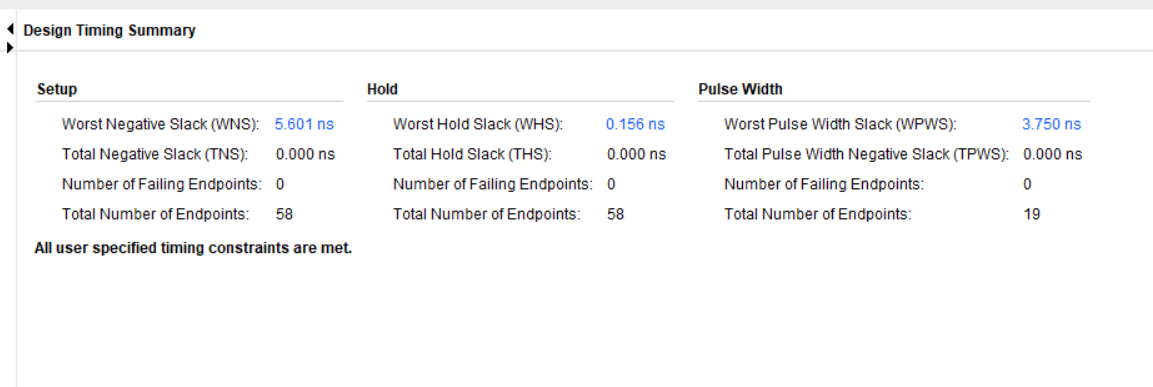 Design Timing Summary
Setup Hold Pulse Width
Worst Negative Slack (WNS): 5.601 ns Worst Hold Slack (WHS): 0.156 ns Worst Pulse Width Slack (WPWS): 3.750 ns
Total Negative Slack (TNS): 0.000 ns Total Hold Slack (THS): 0.000 ns Total Pulse Width Negative Slack (TPWS): 0.000 ns
Number of Failing Endpoints: 0 Number of Failing Endpoints: 0 Number of Failing Endpoints: 0
Total Number of Endpoints: 58 Total Number of Endpoints: 58 Total Number of Endpoints: 19
All user specified timing constraints are met.